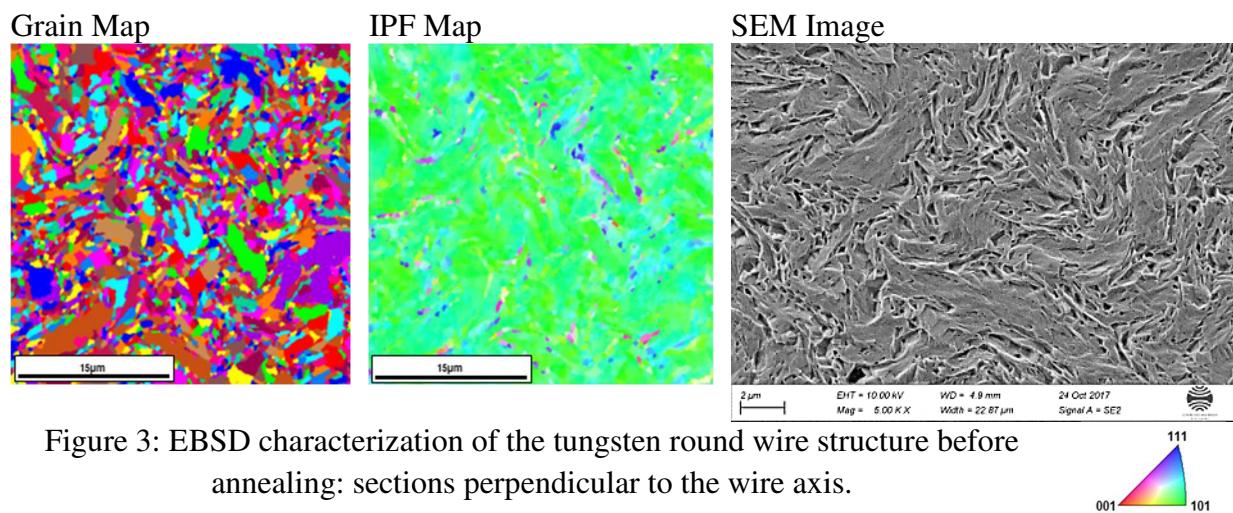 Grain Map IPF Map SEM Image
15µm 15µm
2 µm EHT = 10.00 kV WD = 4.9 mm 24 Oct 2017
Mag = 5.00 K X Width = 22.87 µm Signal A = SE2
Figure 3: EBSD characterization of the tungsten round wire structure before
annealing: sections perpendicular to the wire axis.
111
001 101